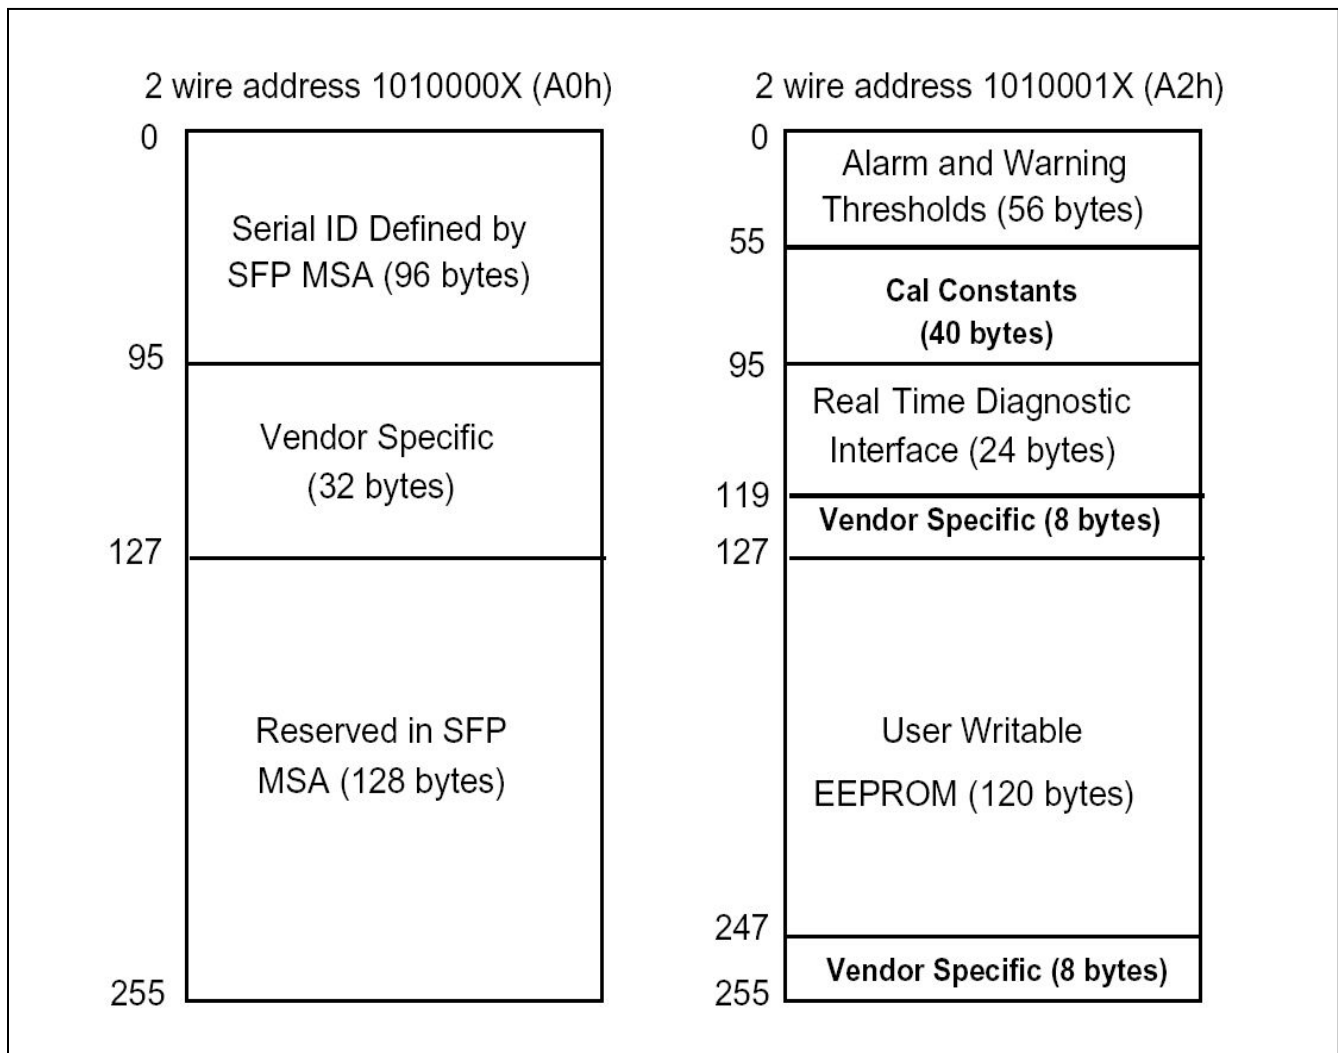 2 wire address 1010000X (A0h)
0
Serial ID Defined by
SFP MSA (96 bytes)
95
Vendor Specific
(32 bytes)
127
Reserved in SFP
MSA (128 bytes)
255
2 wire address 1010001X (A2h)
0
Alarm and Warning
Thresholds (56 bytes)
55
Cal Constants
(40 bytes)
95
Real Time Diagnostic
Interface (24 bytes)
119
Vendor Specific (8 bytes)
127
User Writable
EEPROM (120 bytes)
247
Vendor Specific (8 bytes)
255